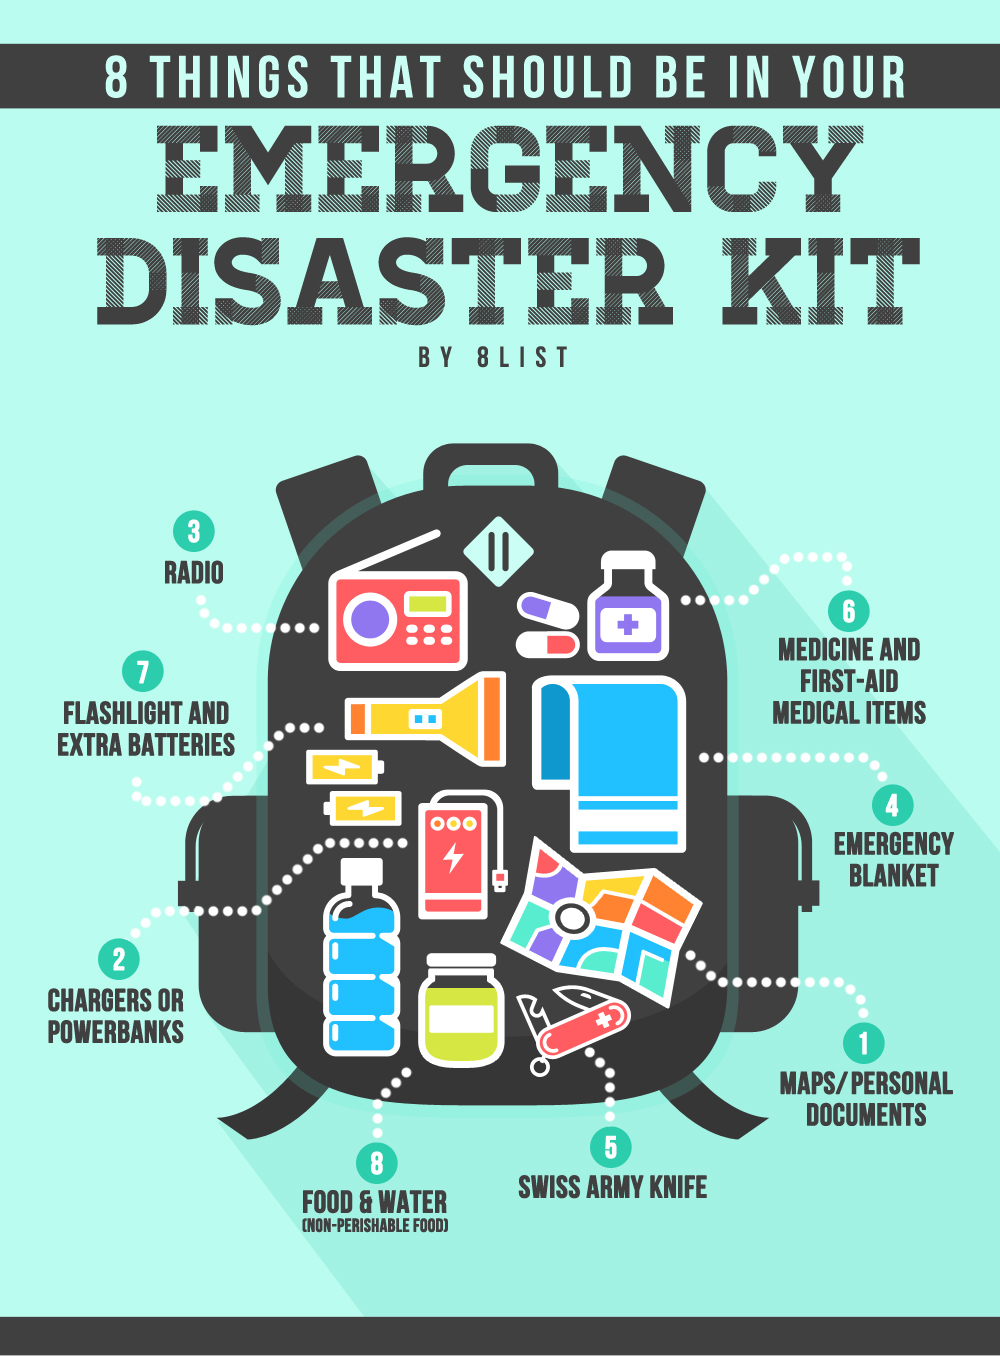 8 THINGS THAT SHOULD BE IN YOUR
EMERGENCY
DISASTER KIT
BY 8LIST
3
RADIO
7
FLASHLIGHT AND
EXTRA BATTERIES
2
CHARGERS OR
POWERBANKS
8
FOOD & WATER
(NON-PERISHABLE FOOD)
5
SWISS ARMY KNIFE
6
MEDICINE AND
FIRST-AID
MEDICAL ITEMS
4
EMERGENCY
BLANKET
1
MAPS/PERSONAL
DOCUMENTS